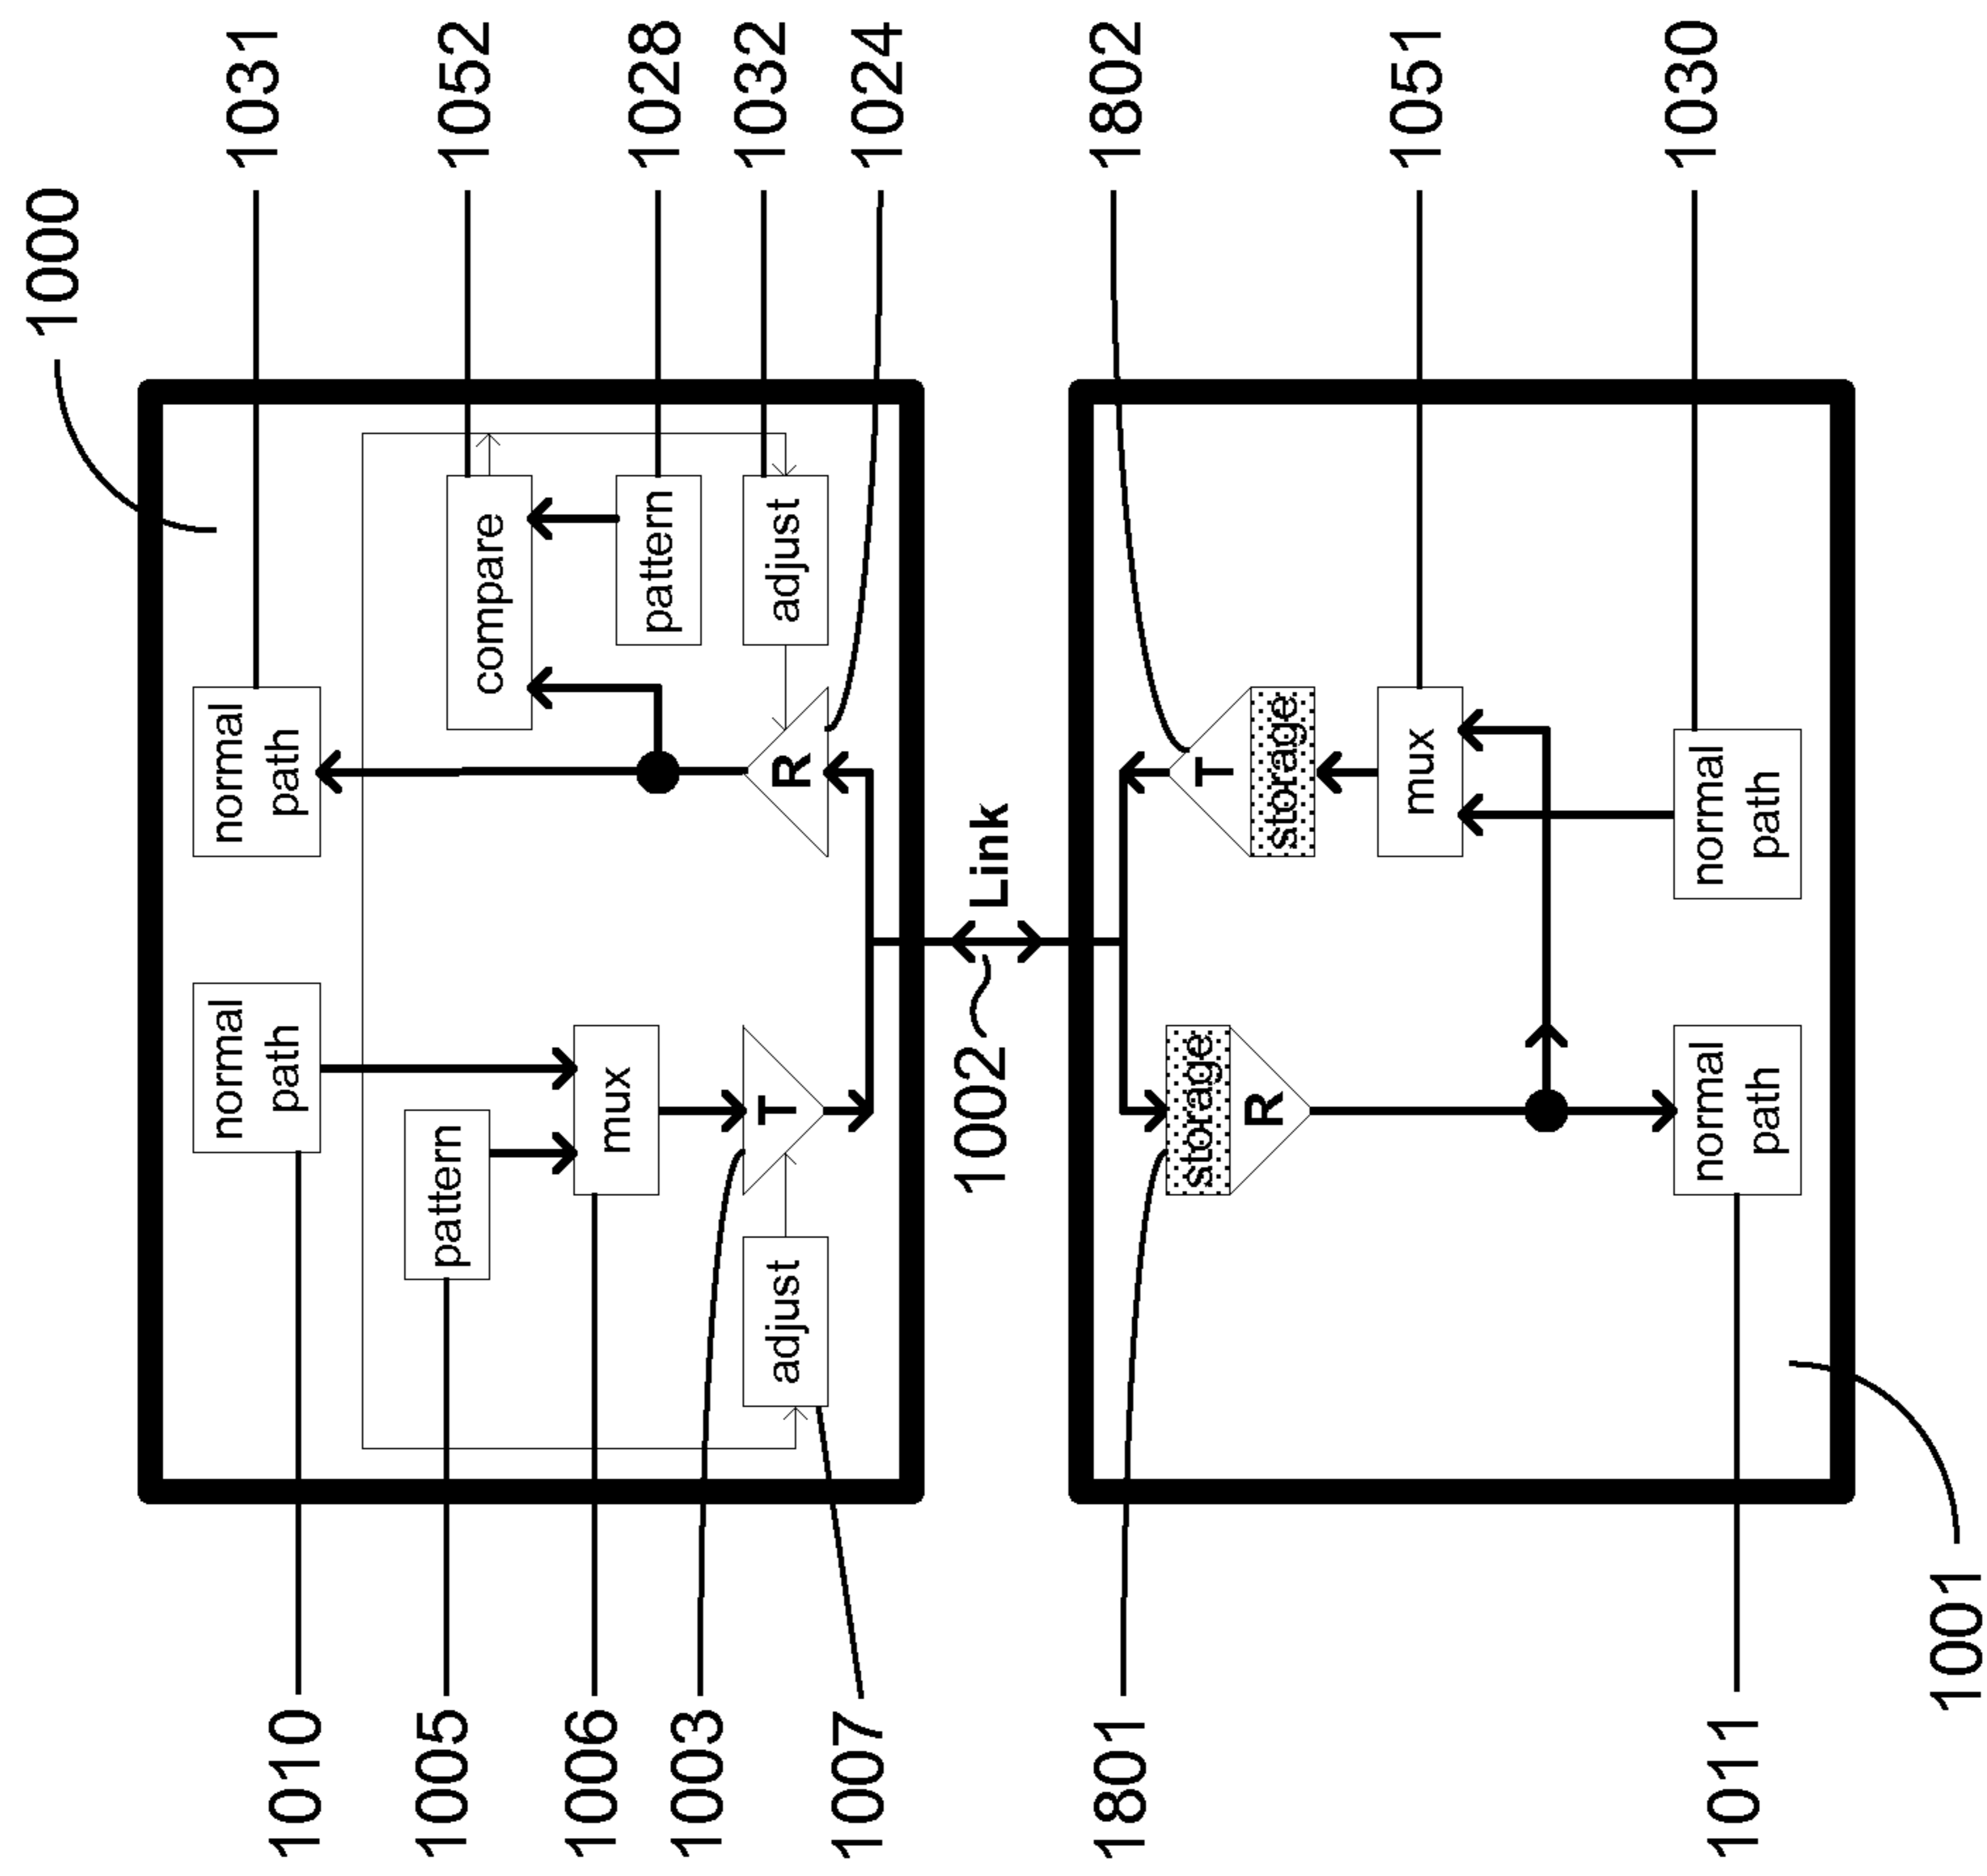 1000
1031
1052
1028
1032
1024
1802
1051
1030
normal
path
compare
pattern
adjust
R
normal
path
pattern
mux
T
adjust
Link
1002
T
storage
mux
normal
path
storage
R
normal
path
1010
1005
1006
1003
1007
1801
1011
1001